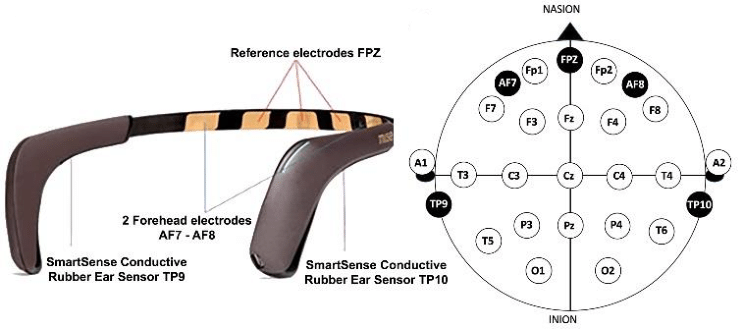 Reference electrodes FPZ
muse
2 Forehead electrodes
AF7 - AF8
SmartSense Conductive
Rubber Ear Sensor TP9
SmartSense Conductive
Rubber Ear Sensor TP10
NASION
FPZ
Fp1
Fp2
AF7
AF8
F7
F8
F3
Fz
F4
A1
A2
T3
C3
Cz
C4
T4
TP9
TP10
P3
Pz
P4
T5
T6
O1
O2
INION